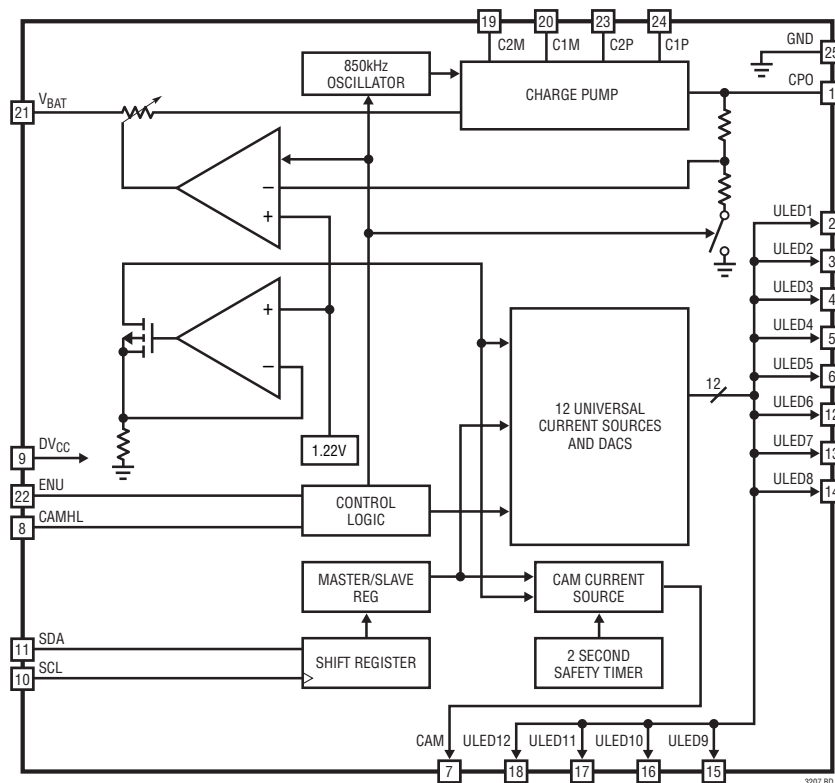 19 20 23 24
C2M C1M C2P C1P
GND 25
850kHz
OSCILLATOR
CHARGE PUMP
CPO 1
21 VBAT
−
+
ULED1 2
ULED2 3
ULED3 4
ULED4 5
ULED5 6
ULED6 12
ULED7 13
ULED8 14
+
−
12 UNIVERSAL
CURRENT SOURCES
AND DACS
12
1.22V
9 DVCC
22 ENU
8 CAMHL
CONTROL
LOGIC
MASTER/SLAVE
REG
CAM CURRENT
SOURCE
11 SDA
10 SCL
SHIFT REGISTER
2 SECOND
SAFETY TIMER
CAM ULED12 ULED11 ULED10 ULED9
7 18 17 16 15
3207 BD